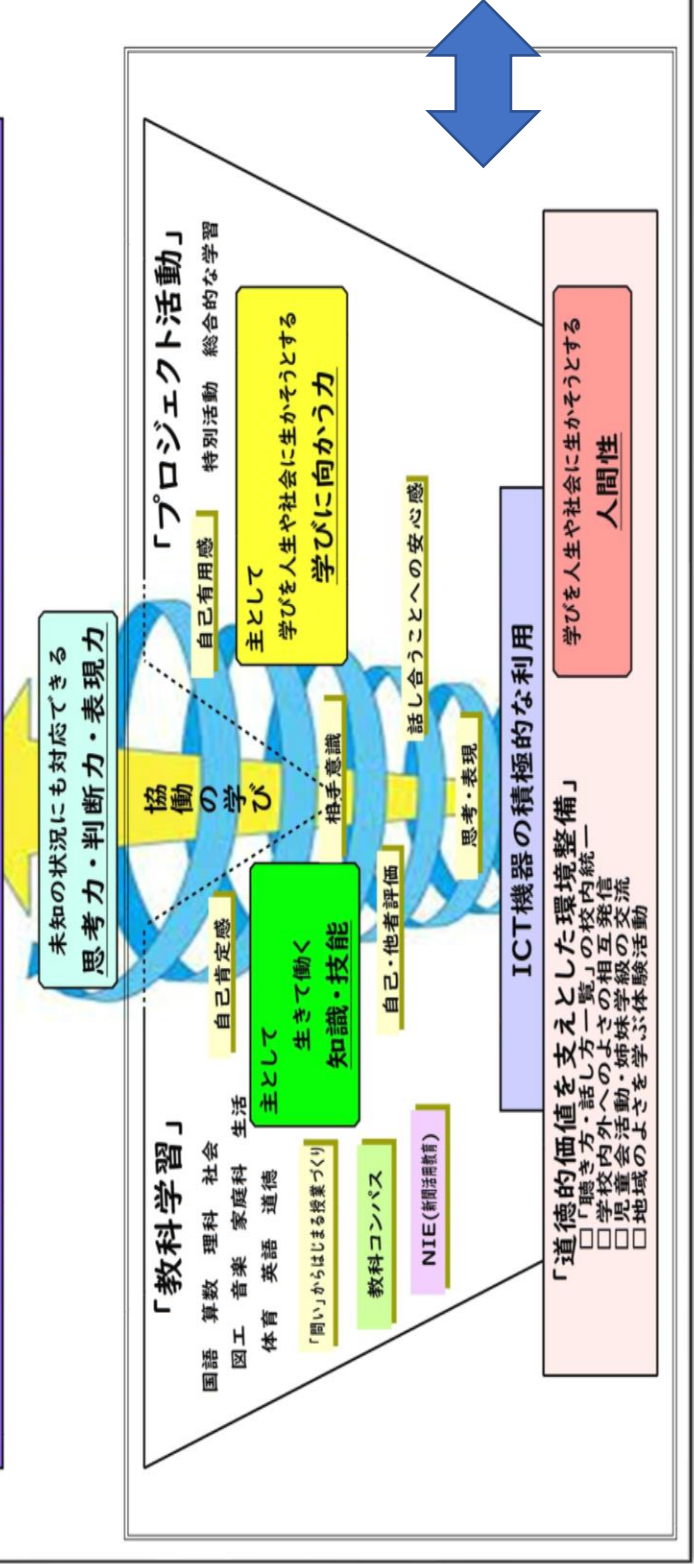 未知の状況にも対応できる
思考力・判断力・表現力
「教科学習」
国語　算数　理科　社会
図工　音楽　家庭科　生活
体育　英語　道徳
「問い」からはじまる授業づくり
教科コンパス
NIE(新聞活用教育)
主として
生きて働く
知識・技能
自己肯定感
自己・他者評価
協働の学び
相手意識
思考・表現
「プロジェクト活動」
特別活動　総合的な学習
自己有用感
主として
学びを人生や社会に生かそうとする
学びに向かう力
話し合うことへの安心感
ICT機器の積極的な利用
「道徳的価値を支えとした環境整備」
□「聴き方・話し方一覧」の校内統一
□学校内外へのよさの相互発信
□児童会活動・姉妹学級の交流
□地域のよさを学ぶ体験活動
学びを人生や社会に生かそうとする
人間性